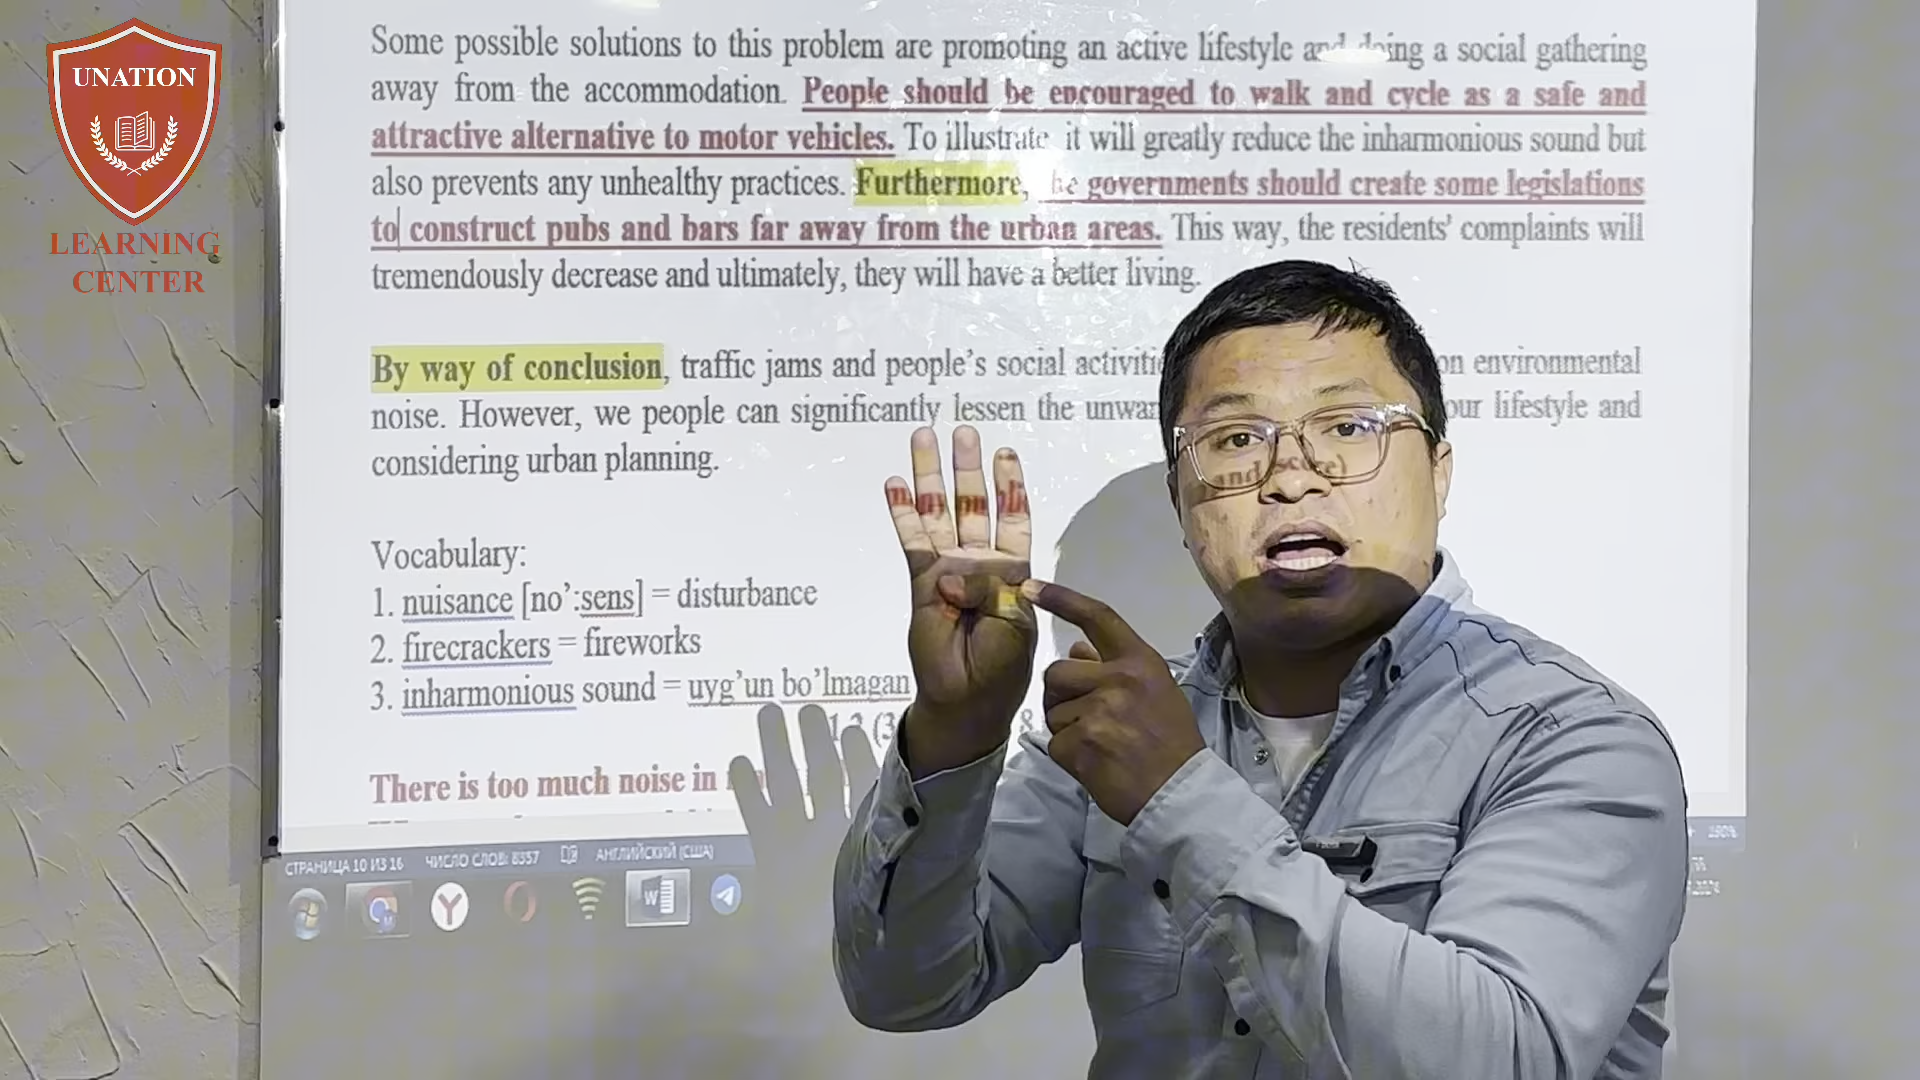 UNATION
LEARNING
CENTER
Some possible solutions to this problem are promoting an active lifestyle and doing a social gathering
away from the accommodation. People should be encouraged to walk and cycle as a safe and
attractive alternative to motor vehicles. To illustrate it will greatly reduce the inharmonious sound but
also prevents any unhealthy practices. Furthermore, governments should create some legislations
to construct pubs and bars far away from the urban areas. This way, the residents' complaints will
tremendously decrease and ultimately, they will have a better living.
By way of conclusion, traffic jams and people's social on environmental
noise. However, we people can significantly lessen the our lifestyle and
considering urban planning.
Vocabulary:
1. nuisance [no':sens] = disturbance
2. firecrackers = fireworks
3. inharmonious sound = uyg'un bo'lmagan
There is too much noise in
СТРАНИЦА 10 ИЗ 16 ЧИСЛО СЛОВ: 8357 АНГЛИЙСКИЙ (США) 190%